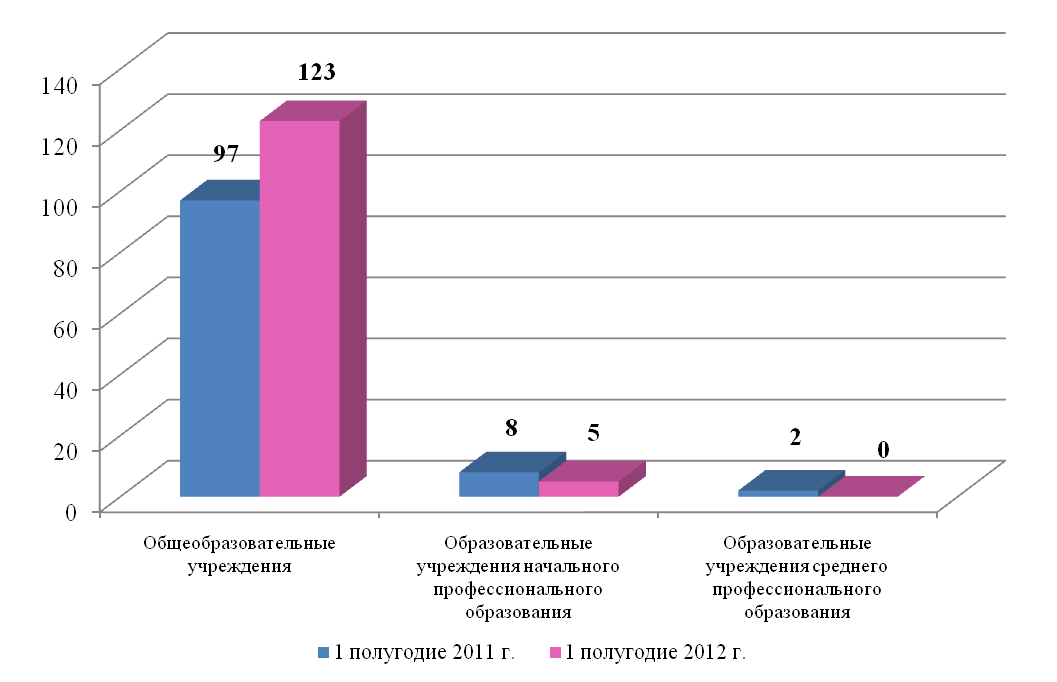 140
120
100
80
60
40
20
0
97
123
8
5
2
0
Общеобразовательные
учреждения
Образовательные
учреждения начального
профессионального
образования
Образовательные
учреждения среднего
профессионального
образования
1 полугодие 2011 г.
1 полугодие 2012 г.